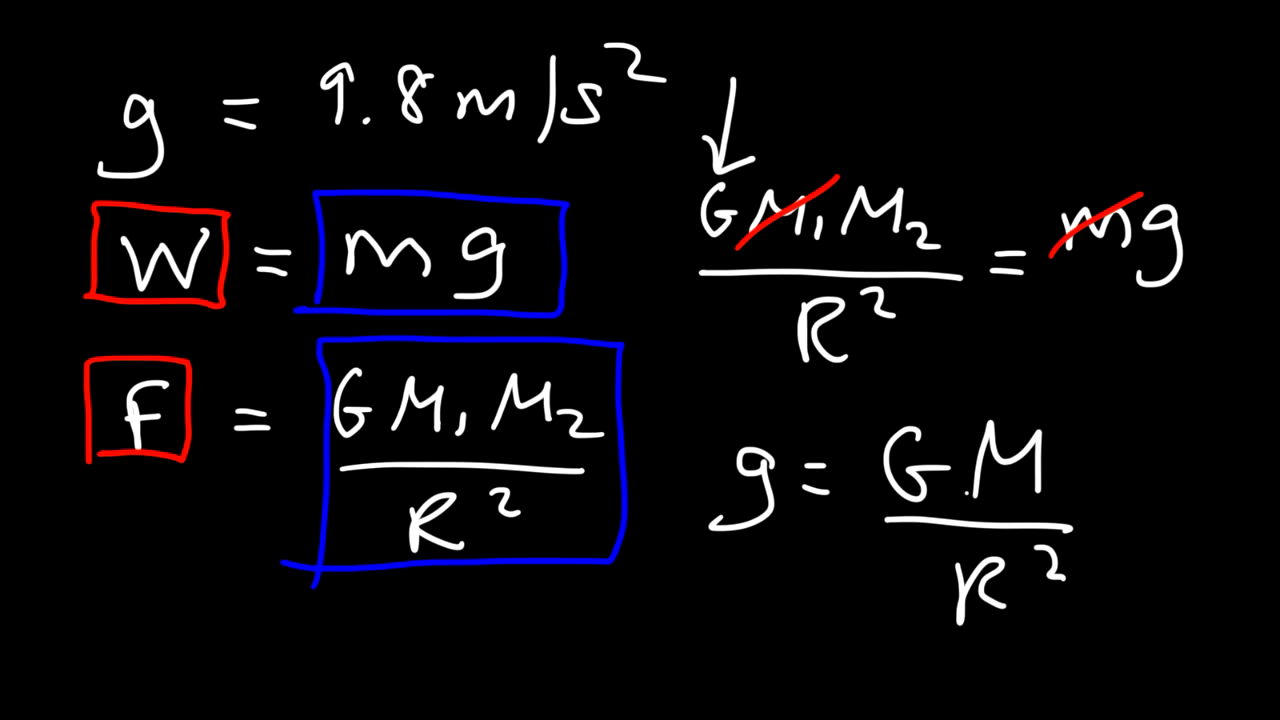 g = 9.8 m/s²
W = mg
F = GM₁M₂ / R²
GM₁M₂ / R² = mg
g = GM / R²